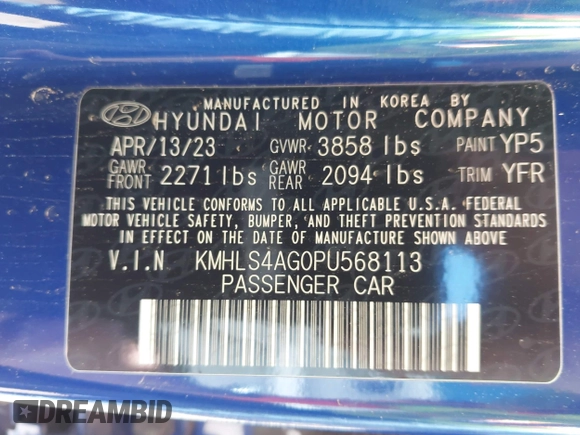 MANUFACTURED IN KOREA BY
HYUNDAI MOTOR COMPANY
APR/13/23 GVWR 3858 lbs PAINT YP5
GAWR FRONT 2271 lbs GAWR REAR 2094 lbs TRIM YFR
THIS VEHICLE CONFORMS TO ALL APPLICABLE U.S.A. FEDERAL
MOTOR VEHICLE SAFETY, BUMPER, AND THEFT PREVENTION STANDARDS
IN EFFECT ON THE DATE OF MANUFACTURE SHOWN ABOVE.
V.I.N KMHLS4AG0PU568113
PASSENGER CAR
DREAMBID